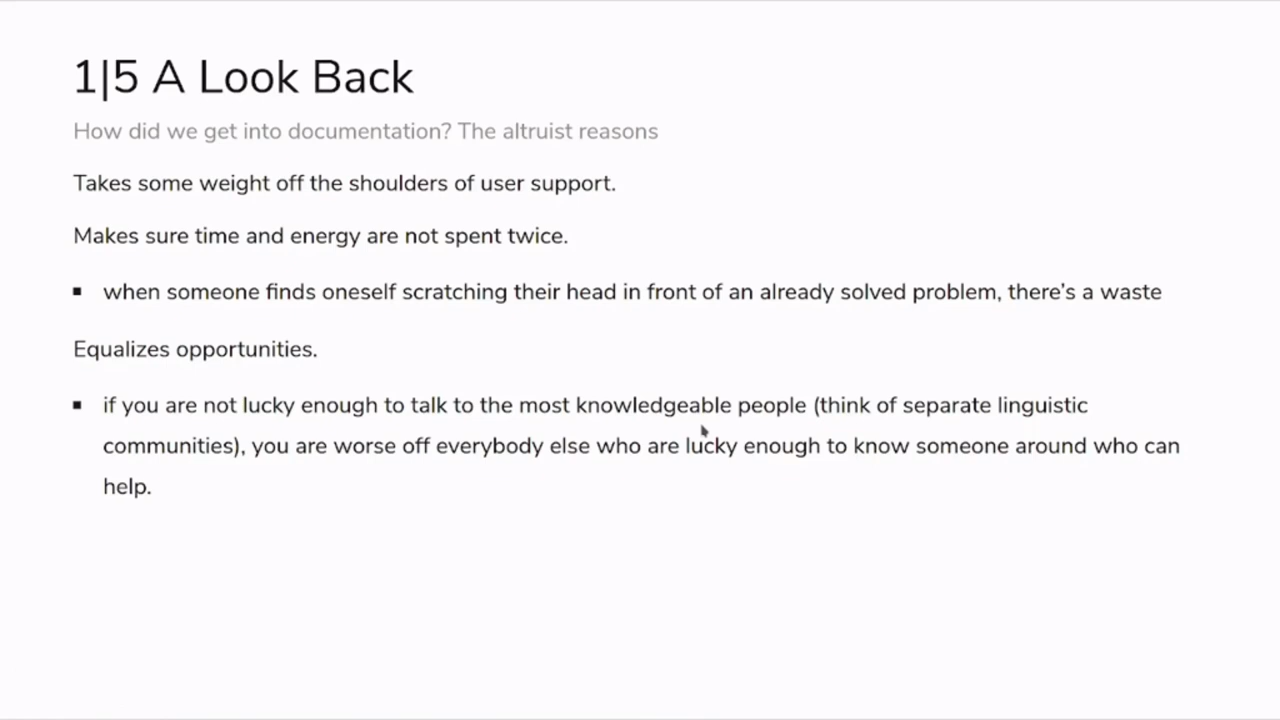 1|5 A Look Back
How did we get into documentation? The altruist reasons
Takes some weight off the shoulders of user support.
Makes sure time and energy are not spent twice.
▪ when someone finds oneself scratching their head in front of an already solved problem, there's a waste
Equalizes opportunities.
▪ if you are not lucky enough to talk to the most knowledgeable people (think of separate linguistic
communities), you are worse off everybody else who are lucky enough to know someone around who can
help.